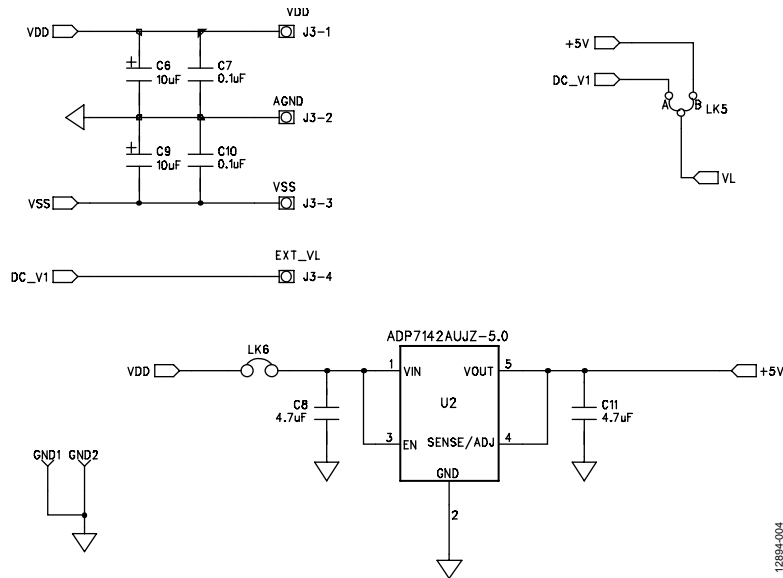 VDD
VDD
J3-1
C6
10uF
C7
0.1uF
AGND
J3-2
C9
10uF
C10
0.1uF
VSS
VSS
J3-3
EXT_VL
DC_V1
J3-4
+5V
DC_V1
A
B
LK5
VL
ADP7142AUJZ-5.0
LK6
VDD
1
VIN
VOUT
5
+5V
U2
C8
4.7uF
C11
4.7uF
3
EN
SENSE/ADJ
4
GND
2
GND1
GND2
12894-004